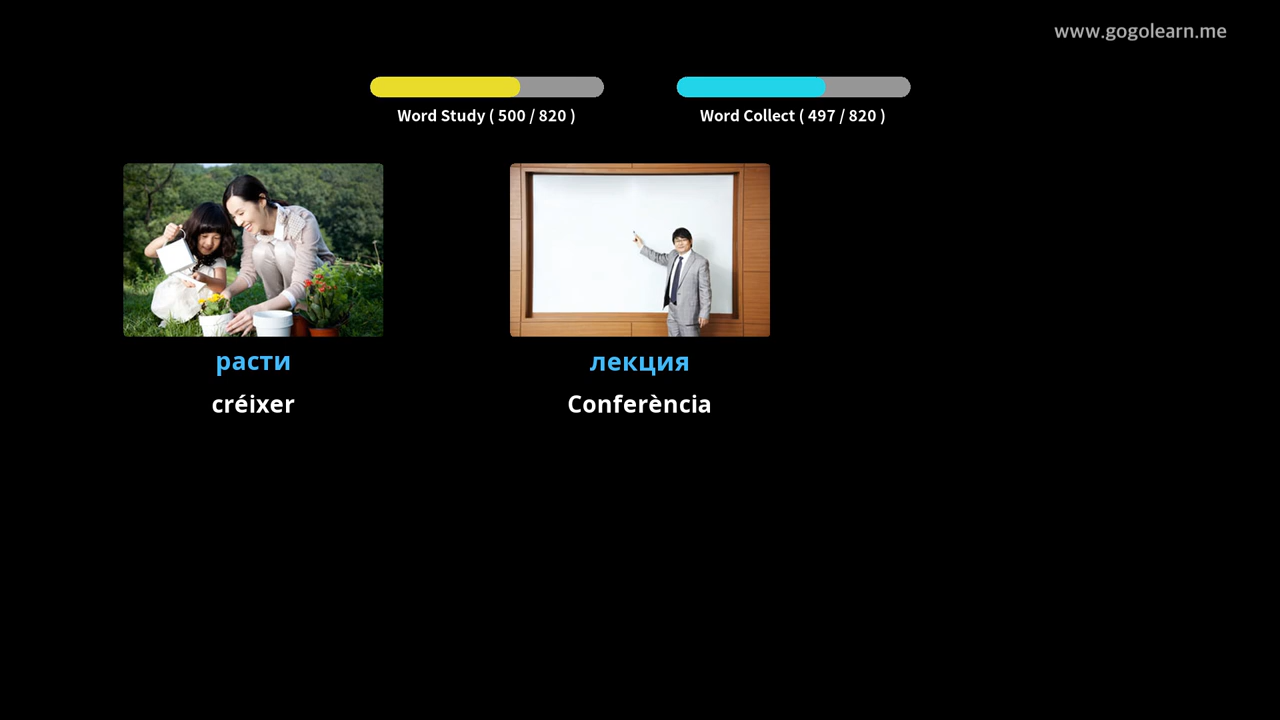 www.gogolearn.me
Word Study ( 500 / 820 )
Word Collect ( 497 / 820 )
расти
créixer
лекция
Conferència